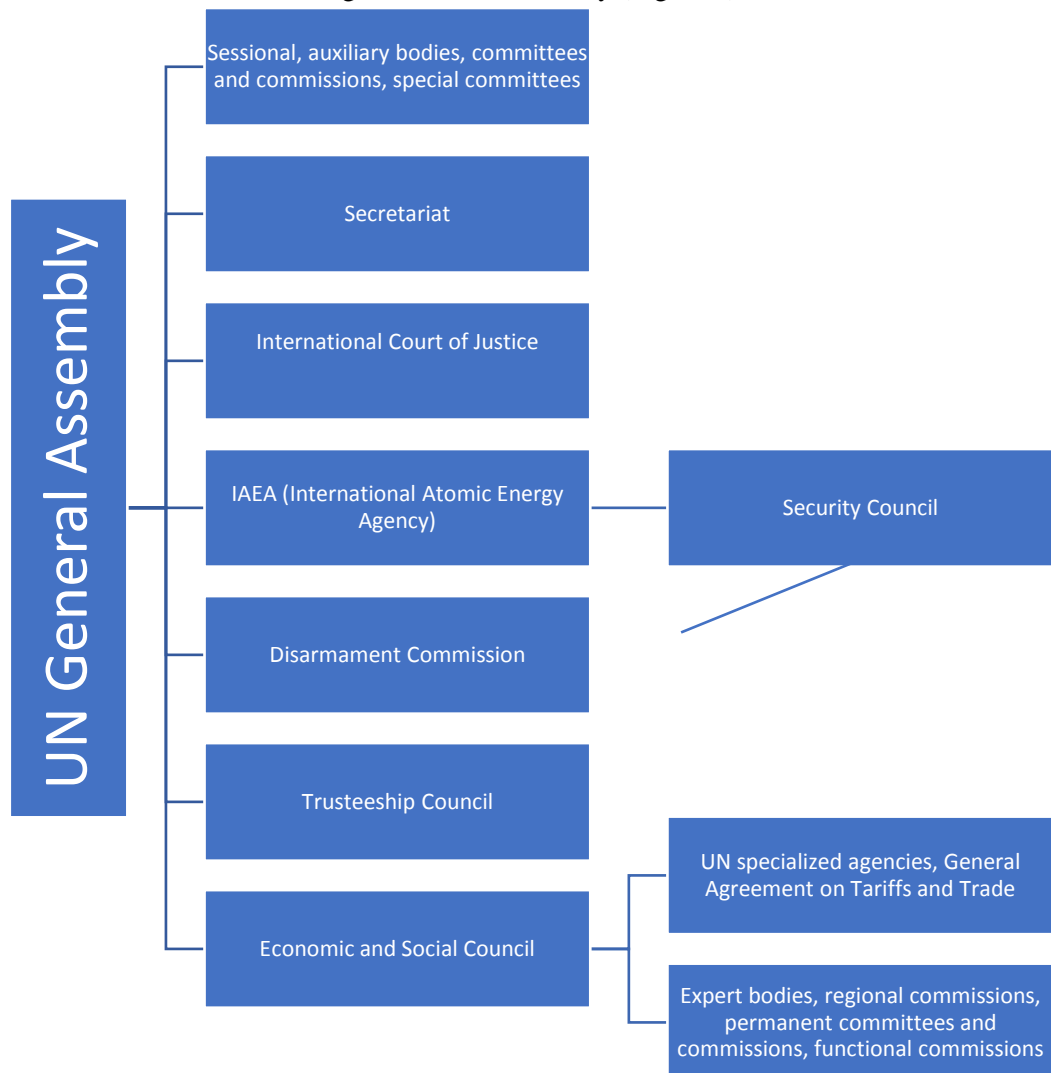 Sessional, auxiliary bodies, committees
and commissions, special committees
Secretariat
International Court of Justice
UN General Assembly
IAEA (International Atomic Energy
Agency)
Security Council
Disarmament Commission
Trusteeship Council
UN specialized agencies, General
Agreement on Tariffs and Trade
Economic and Social Council
Expert bodies, regional commissions,
permanent committees and
commissions, functional commissions